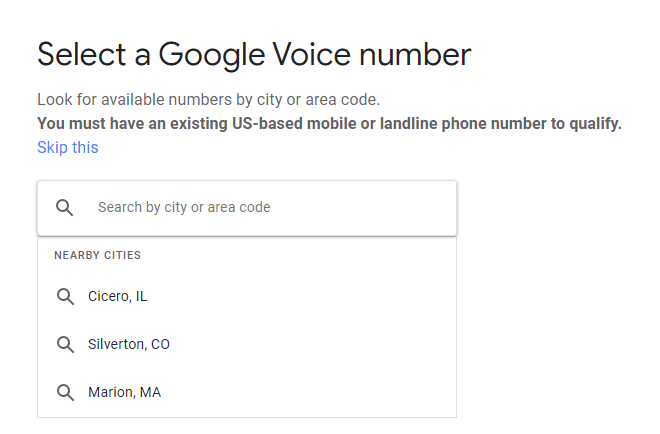 Select a Google Voice number
Look for available numbers by city or area code.
You must have an existing US-based mobile or landline phone number to qualify.
Skip this
Search by city or area code
NEARBY CITIES
Cicero, IL
Silverton, CO
Marion, MA